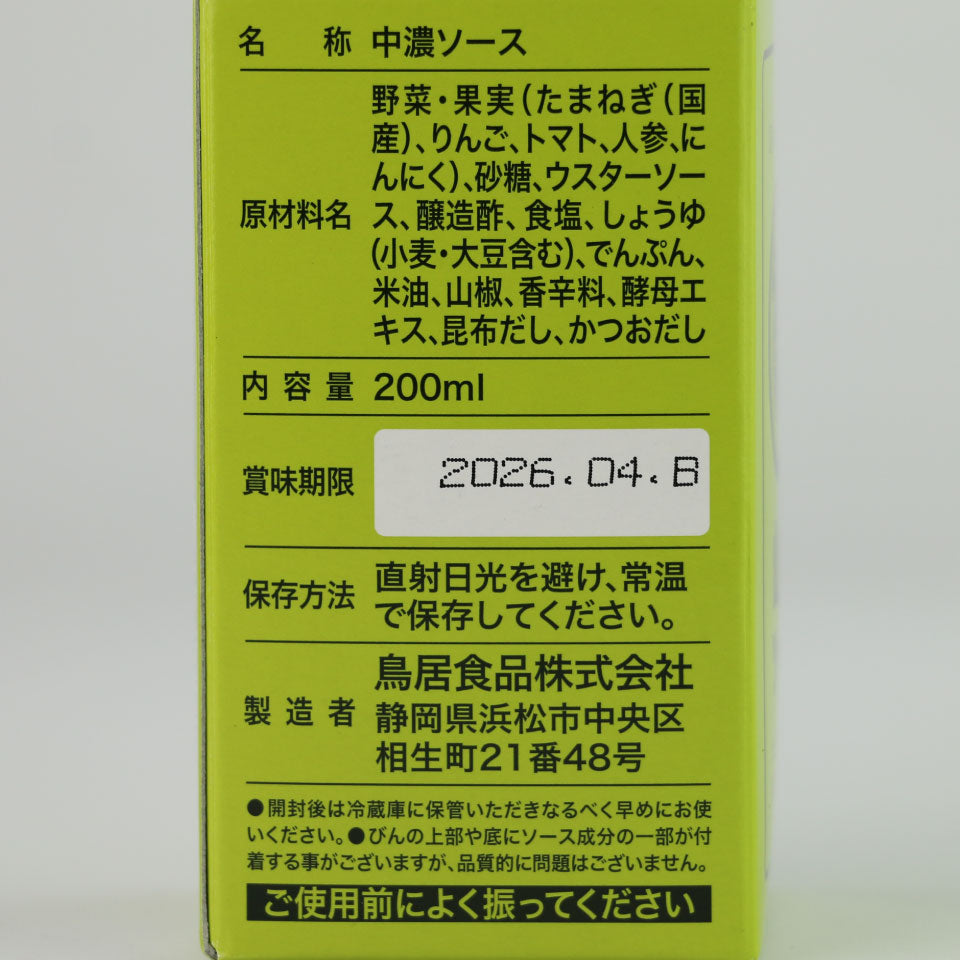 名称 中濃ソース
野菜・果実(たまねぎ(国
産)、りんご、トマト、人参、に
んにく)、砂糖、ウスターソー
原材料名 ス、醸造酢、食塩、しょうゆ
(小麦・大豆含む)、でんぷん、
米油、山椒、香辛料、酵母エ
キス、昆布だし、かつおだし
内容量 200ml
賞味期限 2026.04.B
保存方法 直射日光を避け、常温
で保存してください。
製造者 鳥居食品株式会社
静岡県浜松市中央区
相生町21番48号
●開封後は冷蔵庫に保管いただきなるべく早めにお使
いください。●びんの上部や底にソース成分の一部が付
着する事がございますが、品質的に問題はございません。
ご使用前によく振ってください